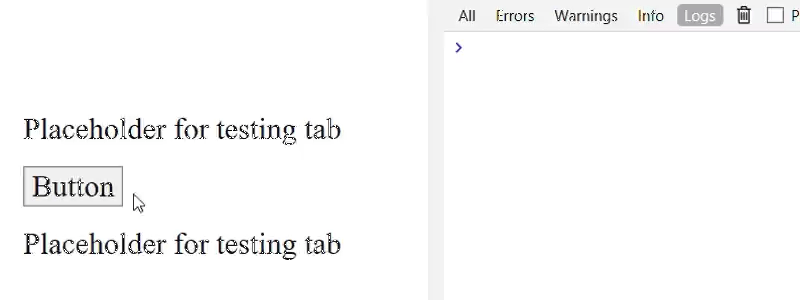 All Errors Warnings Info Logs P
Placeholder for testing tab
Button
Placeholder for testing tab